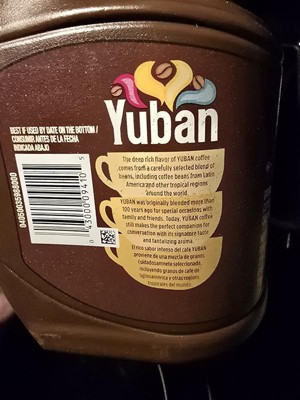 Yuban
BEST IF USED BY DATE ON THE BOTTOM /
CONSUMIR ANTES DE LA FECHA
INDICADA ABAJO
The deep rich flavor of YUBAN coffee
comes from a carefully selected blend of
beans, including coffee beans from Latin
America and other tropical regions
around the world.
YUBAN was originally blended more than
100 years ago for special occasions with
family and friends. Today, YUBAN coffee
still makes the perfect companion for
conversation with its signature taste
and tantalizing aroma.
El rico sabor intenso del café YUBAN
proviene de una mezcla de granos
cuidadosamente seleccionada,
incluyendo granos de café de
Latinoamérica y otras regiones
tropicales del mundo.